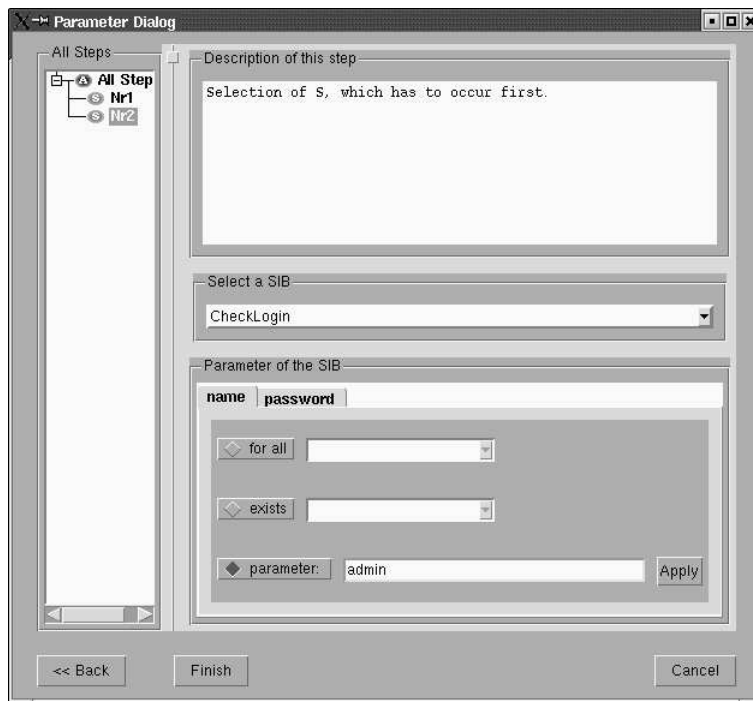 Parameter Dialog
All Steps
A All Step
S Nr1
S Nr2
Description of this step
Selection of S, which has to occur first.
Select a SIB
CheckLogin
Parameter of the SIB
name password
for all
exists
parameter: admin Apply
<< Back Finish Cancel